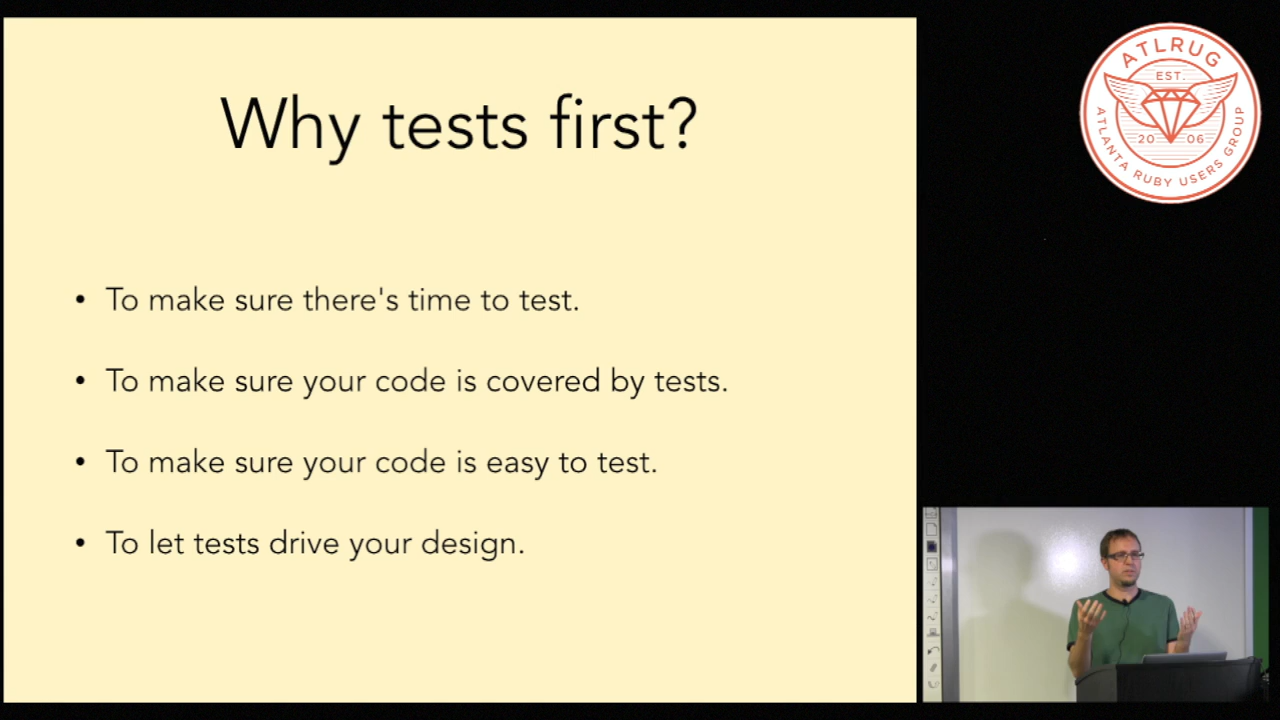 Why tests first?
• To make sure there's time to test.
• To make sure your code is covered by tests.
• To make sure your code is easy to test.
• To let tests drive your design.
ATLRUG
EST.
20 06
ATLANTA RUBY USERS GROUP